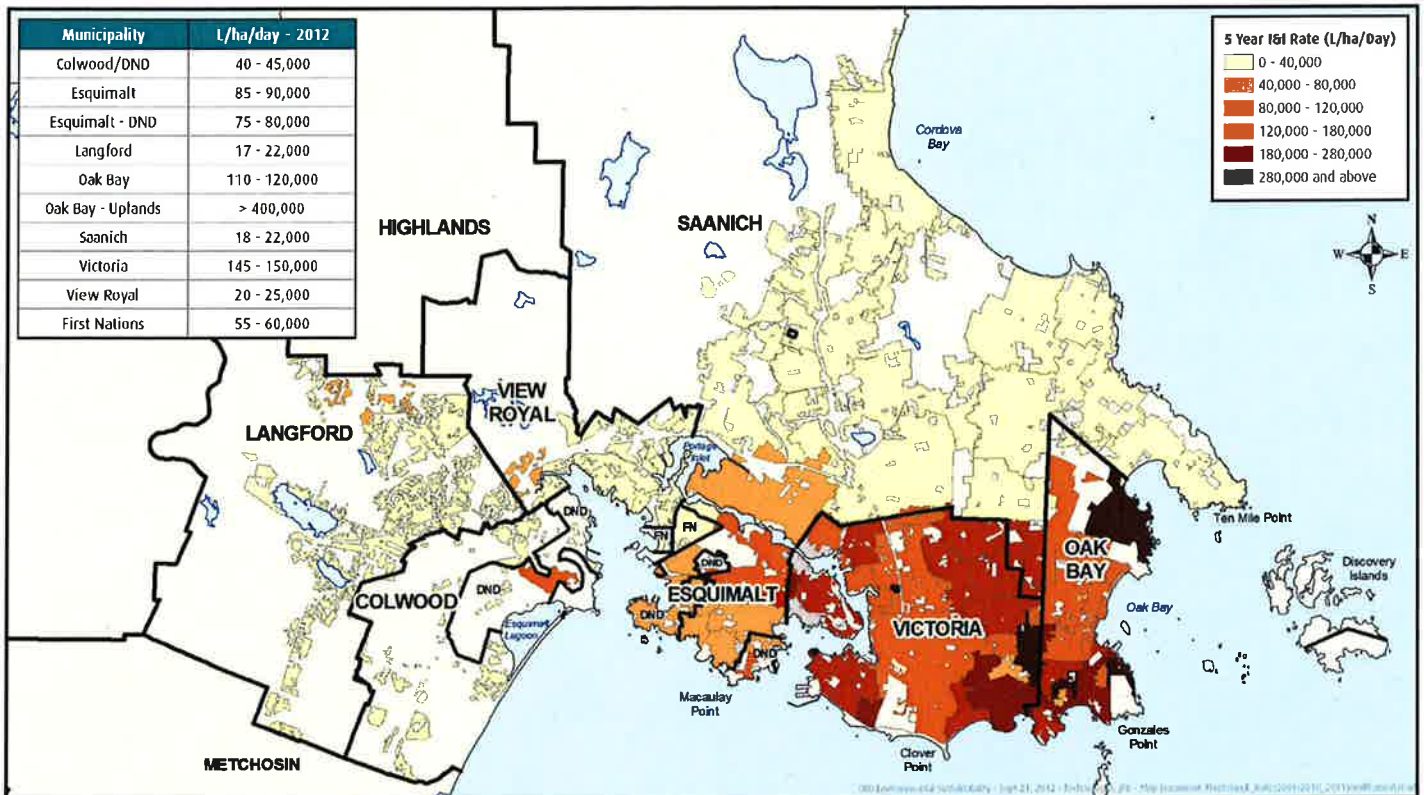 Municipality L/ha/day - 2012
Colwood/DND 40 - 45,000
Esquimalt 85 - 90,000
Esquimalt - DND 75 - 80,000
Langford 17 - 22,000
Oak Bay 110 - 120,000
Oak Bay - Uplands > 400,000
Saanich 18 - 22,000
Victoria 145 - 150,000
View Royal 20 - 25,000
First Nations 55 - 60,000
5 Year I&I Rate (L/ha/Day)
0 - 40,000
40,000 - 80,000
80,000 - 120,000
120,000 - 180,000
180,000 - 280,000
280,000 and above
N
W E
S
Cordova
Bay
HIGHLANDS
SAANICH
VIEW
ROYAL
LANGFORD
Portage
Inlet
DND
FN
FN
DND
Ten Mile Point
OAK
BAY
Discovery
Islands
COLWOOD
DND
ESQUIMALT
DND
Oak Bay
VICTORIA
Esquimalt
Lagoon
DND
Macaulay
Point
Gonzales
Point
Clover
Point
METCHOSIN